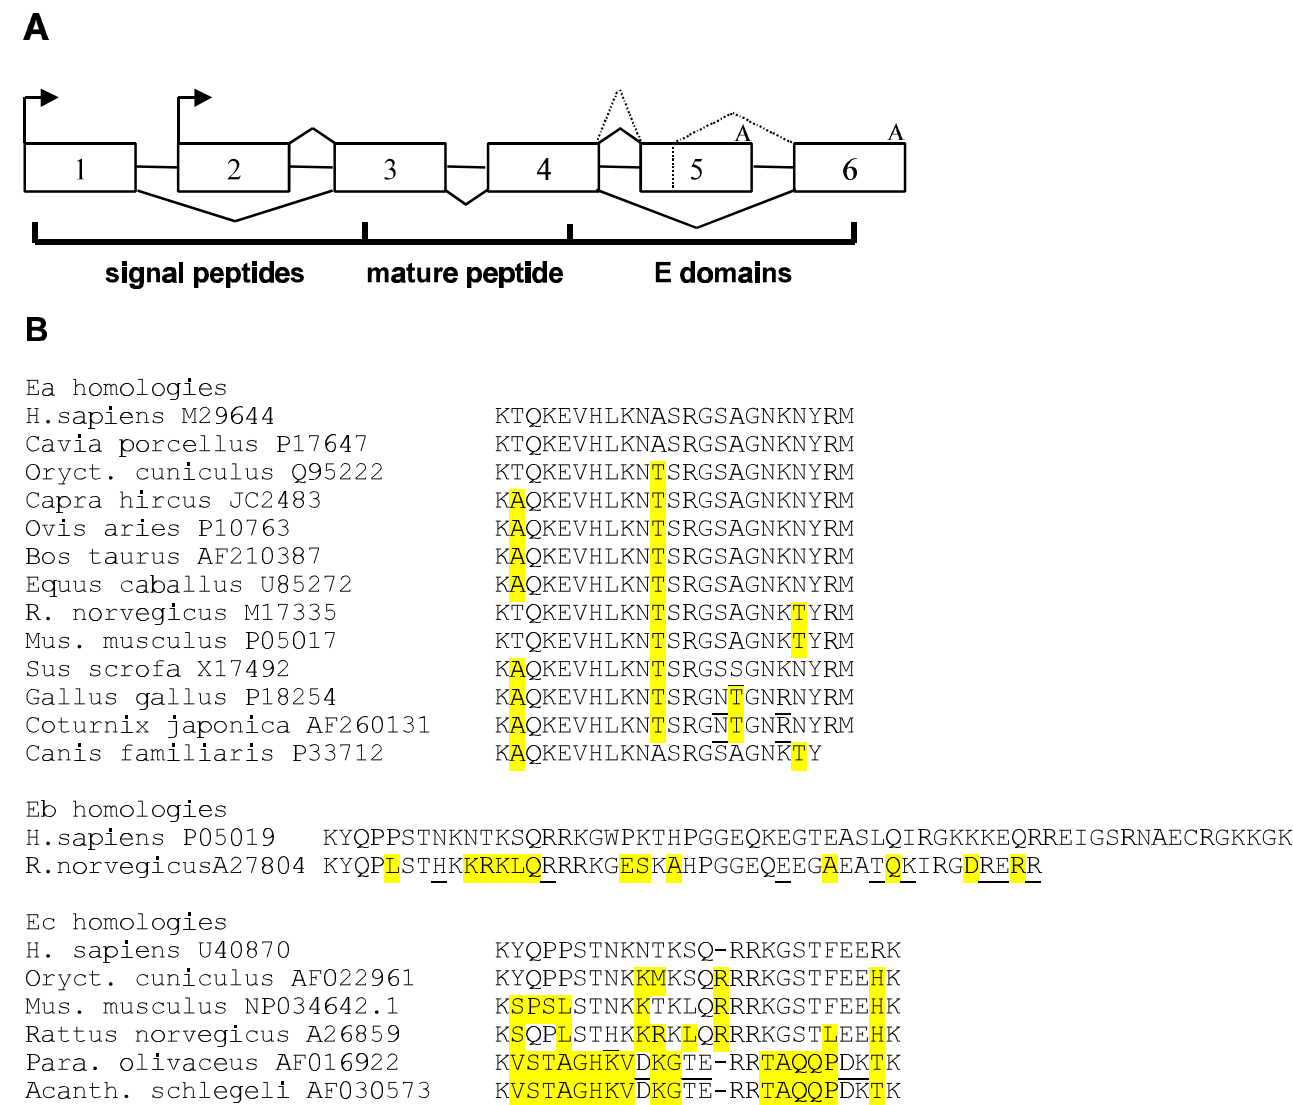 A
A
A
1
2
3
4
5
6
signal peptides
mature peptide
E domains
B
Ea homologies
H.sapiens M29644 KTQKEVHLKNASRGSAGNKNYRM
Cavia porcellus P17647 KTQKEVHLKNASRGSAGNKNYRM
Oryct. cuniculus Q95222 KTQKEVHLKNTSRGSAGNKNYRM
Capra hircus JC2483 KAQKEVHLKNTSRGSAGNKNYRM
Ovis aries P10763 KAQKEVHLKNTSRGSAGNKNYRM
Bos taurus AF210387 KAQKEVHLKNTSRGSAGNKNYRM
Equus caballus U85272 KAQKEVHLKNTSRGSAGNKNYRM
R. norvegicus M17335 KTQKEVHLKNTSRGSAGNKTYRM
Mus. musculus P05017 KTQKEVHLKNTSRGSAGNKTYRM
Sus scrofa X17492 KAQKEVHLKNTSRGSSGNKNYRM
Gallus gallus P18254 KAQKEVHLKNTSRGNTGNRNYRM
Coturnix japonica AF260131 KAQKEVHLKNTSRGNTGNRNYRM
Canis familiaris P33712 KAQKEVHLKNASRGSAGNKTY
Eb homologies
H.sapiens P05019 KYQPPSTNKNTKSQRRKGWPKTHPGGEQKEGTEASLQIRGKKKEQRREIGSRNAECRGKKGK
R.norvegicusA27804 KYQPLSTHKKRKLQRRRKGESKAHPGGEQEEGAEATQKIRGDRERR
Ec homologies
H. sapiens U40870 KYQPPSTNKNTKSQ-RRKGSTFEERK
Oryct. cuniculus AF022961 KYQPPSTNKKMKSQRRRKGSTFEEHK
Mus. musculus NP034642.1 KSPSLSTNKKTKLQRRRKGSTFEEHK
Rattus norvegicus A26859 KSQPLSTHKKRKLQRRRKGSTLEEHK
Para. olivaceus AF016922 KVSTAGHKVDKGTE-RRTAQQPDKTK
Acanth. schlegeli AF030573 KVSTAGHKVDKGTE-RRTAQQPDKTK